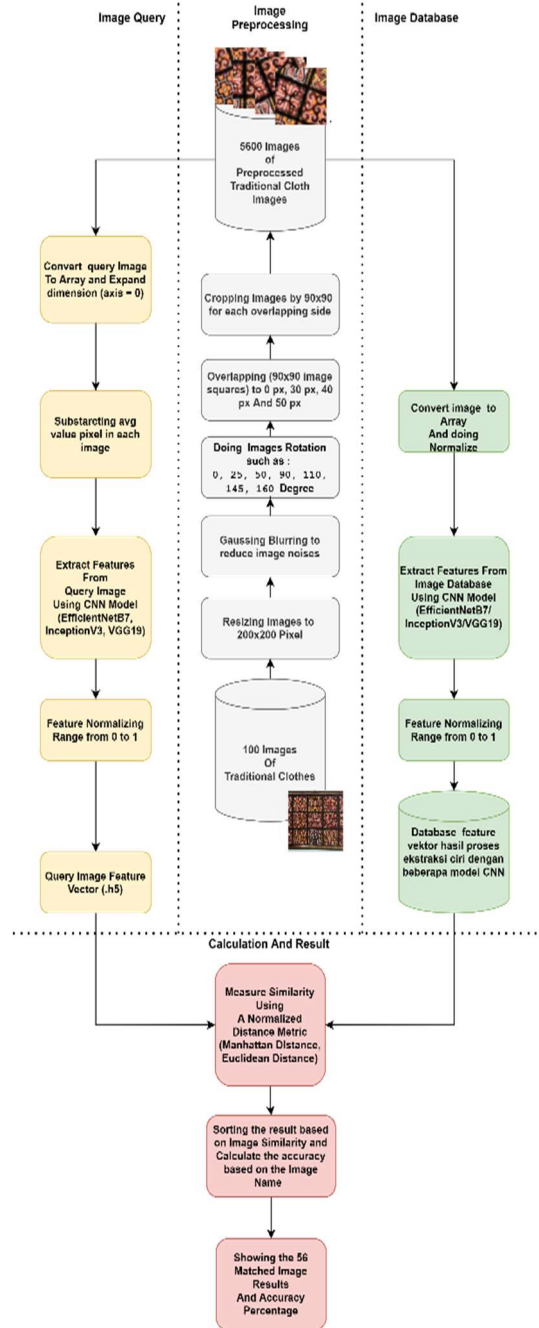 Image Query
Image
Preprocessing
Image Database
5600 Images
of
Preprocessed
Traditional Cloth
Images
Convert query Image
To Array and Expand
dimension (axis = 0)
Cropping Images by 90x90
for each overlapping side
Overlapping (90x90 image
squares) to 0 px, 30 px, 40
px And 50 px
Substarcting avg
value pixel in each
image
Convert image to
Array
And doing
Normalize
Doing Images Rotation
such as :
0, 25, 50, 90, 110,
145, 160 Degree
Gaussing Blurring to
reduce image noises
Extract Features
From
Query Image
Using CNN Model
(EfficientNetB7,
InceptionV3, VGG19)
Extract Features From
Image Database
Using CNN Model
(EfficientNetB7/
InceptionV3/VGG19)
Resizing Images to
200x200 Pixel
Feature Normalizing
Range from 0 to 1
100 Images
Of
Traditional Clothes
Feature Normalizing
Range from 0 to 1
Query Image Feature
Vector (.h5)
Database feature
vektor hasil proses
ekstraksi ciri dengan
beberapa model CNN
Calculation And Result
Measure Similarity
Using
A Normalized
Distance Metric
(Manhattan DIstance,
Euclidean Distance)
Sorting the result based
on Image Similarity and
Calculate the accuracy
based on the Image
Name
Showing the 56
Matched Image
Results
And Accuracy
Percentage